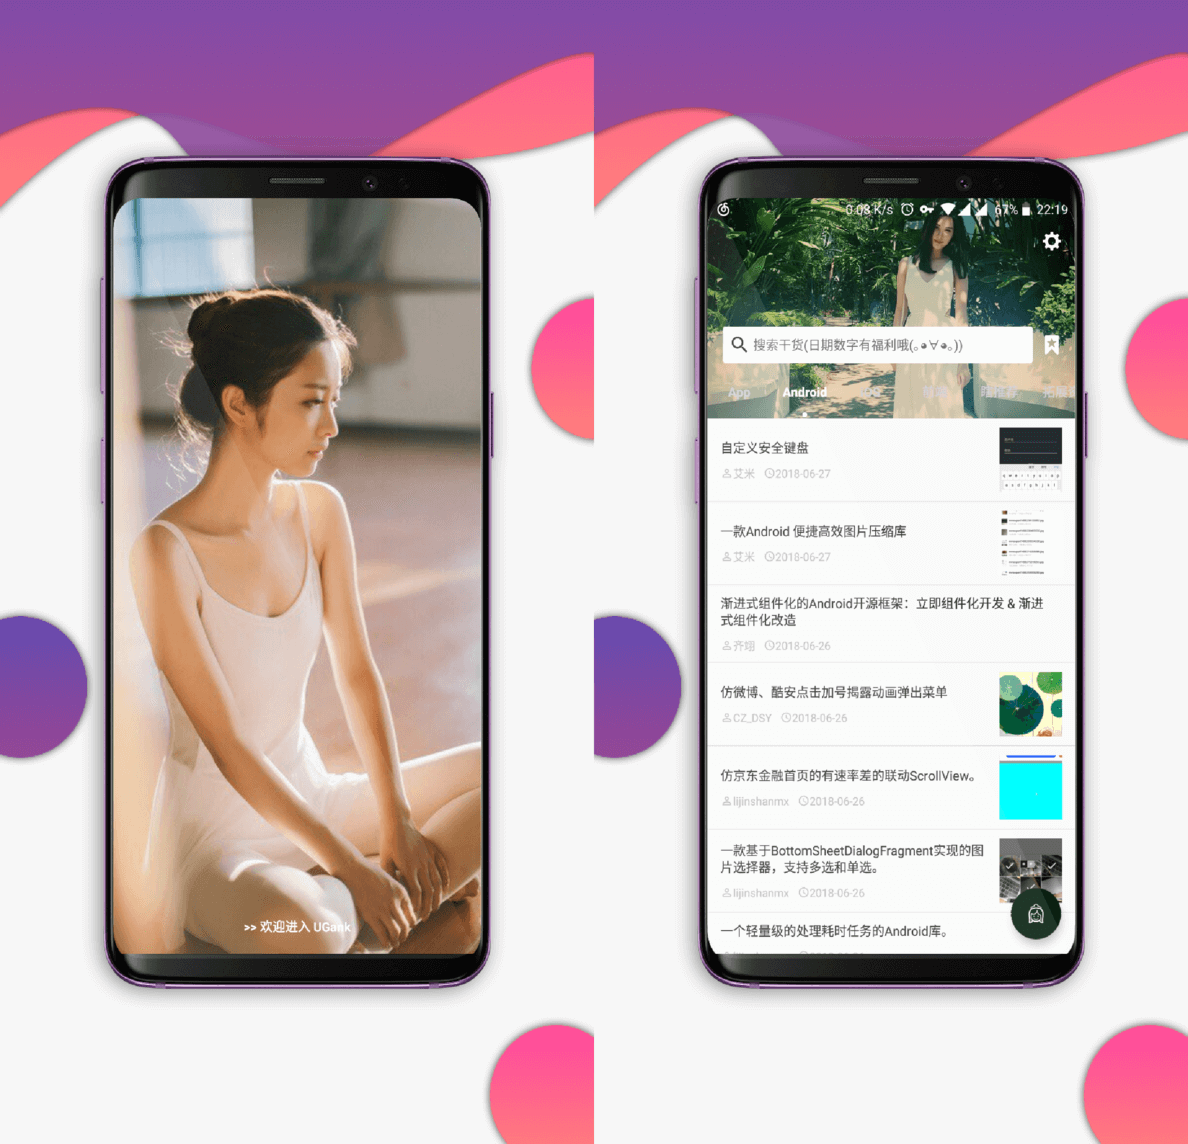 >> 欢迎进入 UGank
0.08 K/s 67% 22:19
搜索干货(日期数字有福利哦(｡◕∀◕｡))
App Android
自定义安全键盘
艾米 2018-06-27
一款Android 便捷高效图片压缩库
艾米 2018-06-27
渐进式组件化的Android开源框架：立即组件化开发 & 渐进
式组件化改造
齐翊 2018-06-26
仿微博、酷安点击加号揭露动画弹出菜单
CZ_DSY 2018-06-26
仿京东金融首页的有速率差的联动ScrollView。
lijinshanmx 2018-06-26
一款基于BottomSheetDialogFragment实现的图
片选择器，支持多选和单选。
lijinshanmx 2018-06-26
一个轻量级的处理耗时任务的Android库。